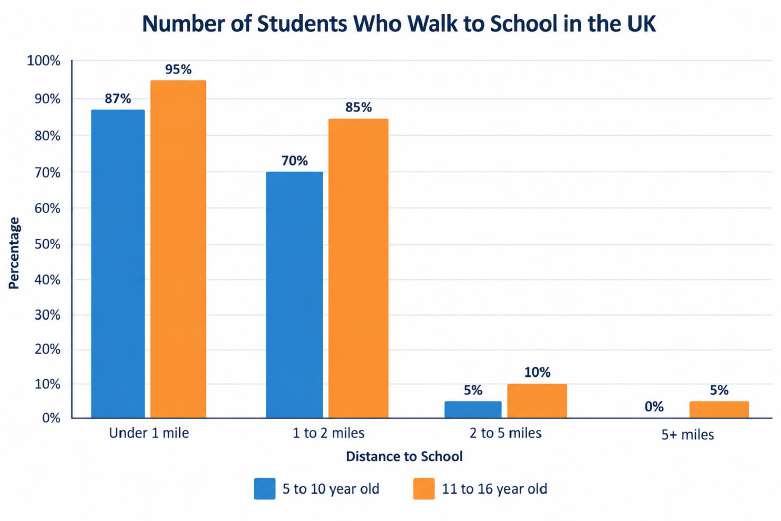 Number of Students Who Walk to School in the UK
100%
90%
80%
70%
60%
50%
40%
30%
20%
10%
0%
Percentage
87%
95%
70%
85%
5%
10%
0%
5%
Under 1 mile
1 to 2 miles
2 to 5 miles
5+ miles
Distance to School
5 to 10 year old
11 to 16 year old